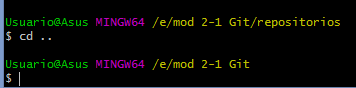 Usuario@Asus MINGW64 /e/mod 2-1 Git/repositorios
$ cd ..
Usuario@Asus MINGW64 /e/mod 2-1 Git
$